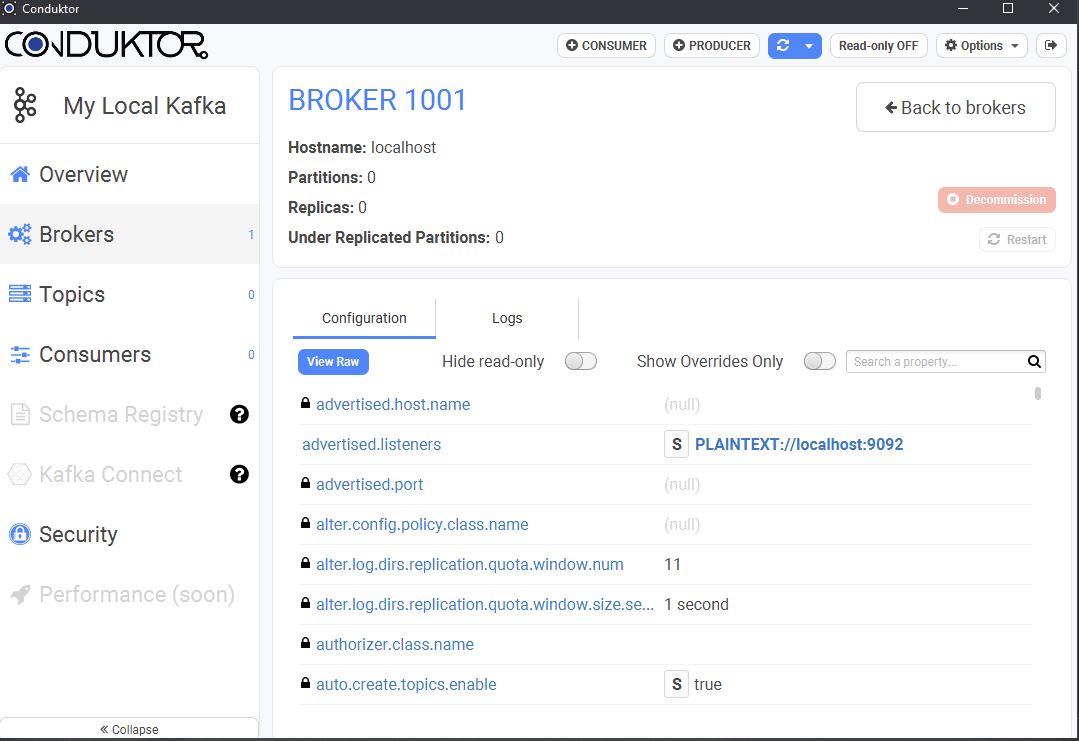 Conduktor
CONDUKTOR
CONSUMER
PRODUCER
Read-only OFF
Options
My Local Kafka
Overview
Brokers 1
Topics 0
Consumers 0
Schema Registry ?
Kafka Connect ?
Security
Performance (soon)
« Collapse
BROKER 1001
Back to brokers
Hostname: localhost
Partitions: 0
Replicas: 0
Under Replicated Partitions: 0
Decommission
Restart
Configuration Logs
View Raw Hide read-only Show Overrides Only Search a property...
advertised.host.name (null)
advertised.listeners S PLAINTEXT://localhost:9092
advertised.port (null)
alter.config.policy.class.name (null)
alter.log.dirs.replication.quota.window.num 11
alter.log.dirs.replication.quota.window.size.se... 1 second
authorizer.class.name
auto.create.topics.enable S true